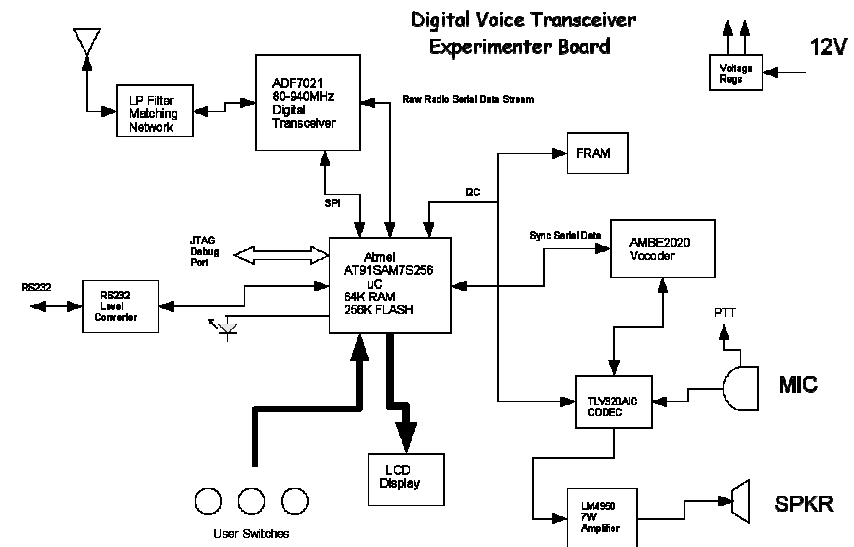 Digital Voice Transceiver
Experimenter Board
12V
Voltage
Regs
ADF7021
80-940MHz
Digital
Transceiver
LP Filter
Matching
Network
Raw Radio Serial Data Stream
FRAM
I2C
SPI
JTAG
Debug
Port
Atmel
AT91SAM7S256
uC
64K RAM
256K FLASH
Sync Serial Data
AMBE2020
Vocoder
RS232
RS232
Level
Converter
PTT
MIC
TLV320AIC
CODEC
LCD
Display
SPKR
LM4950
7W
Amplifier
User Switches